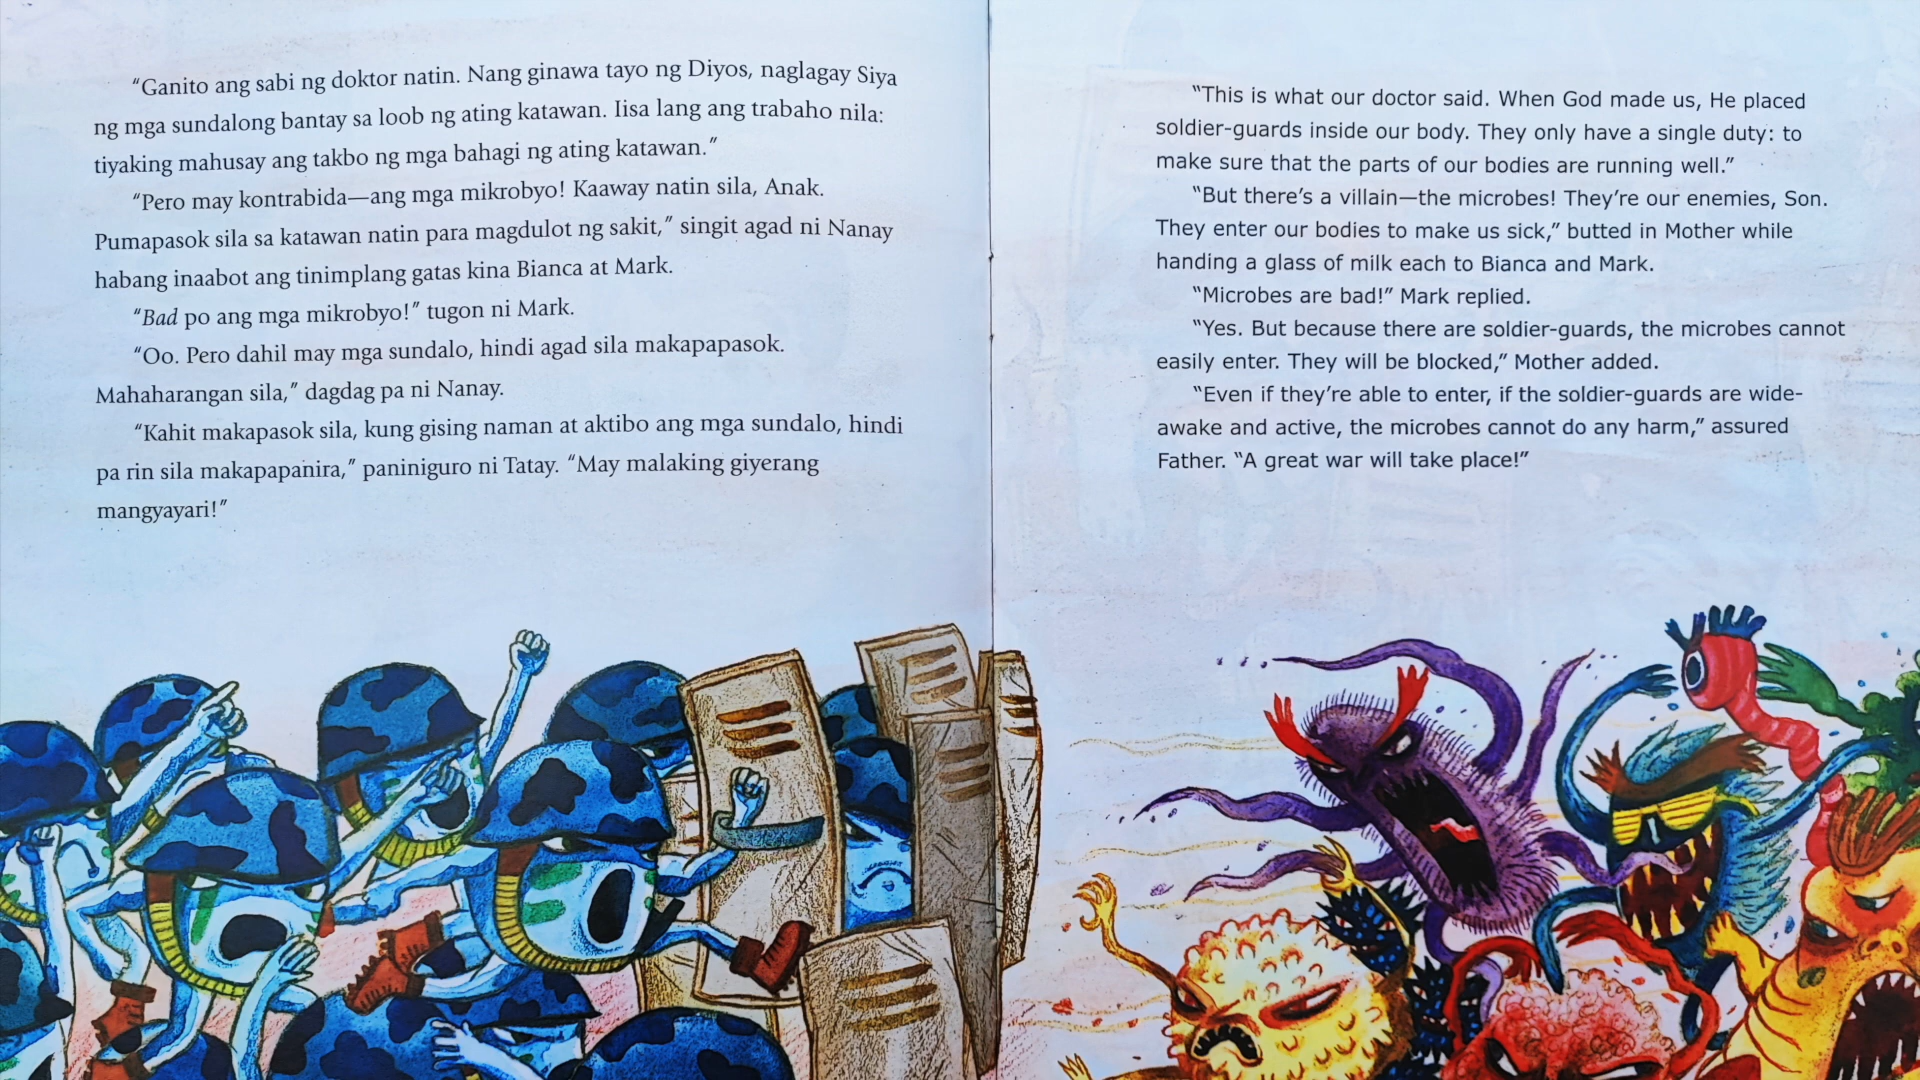 “Ganito ang sabi ng doktor natin. Nang ginawa tayo ng Diyos, naglagay Siya
ng mga sundalong bantay sa loob ng ating katawan. Iisa lang ang trabaho nila:
tiyaking mahusay ang takbo ng mga bahagi ng ating katawan.”
“Pero may kontrabida—ang mga mikrobyo! Kaaway natin sila, Anak.
Pumapasok sila sa katawan natin para magdulot ng sakit,” singit agad ni Nanay
habang inaabot ang tinimplang gatas kina Bianca at Mark.
“Bad po ang mga mikrobyo!” tugon ni Mark.
“Oo. Pero dahil may mga sundalo, hindi agad sila makapapasok.
Mahaharangan sila,” dagdag pa ni Nanay.
“Kahit makapasok sila, kung gising naman at aktibo ang mga sundalo, hindi
pa rin sila makapapanira,” paniniguro ni Tatay. “May malaking giyerang
mangyayari!”
“This is what our doctor said. When God made us, He placed
soldier-guards inside our body. They only have a single duty: to
make sure that the parts of our bodies are running well.”
“But there’s a villain—the microbes! They’re our enemies, Son.
They enter our bodies to make us sick,” butted in Mother while
handing a glass of milk each to Bianca and Mark.
“Microbes are bad!” Mark replied.
“Yes. But because there are soldier-guards, the microbes cannot
easily enter. They will be blocked,” Mother added.
“Even if they’re able to enter, if the soldier-guards are wide-
awake and active, the microbes cannot do any harm,” assured
Father. “A great war will take place!”